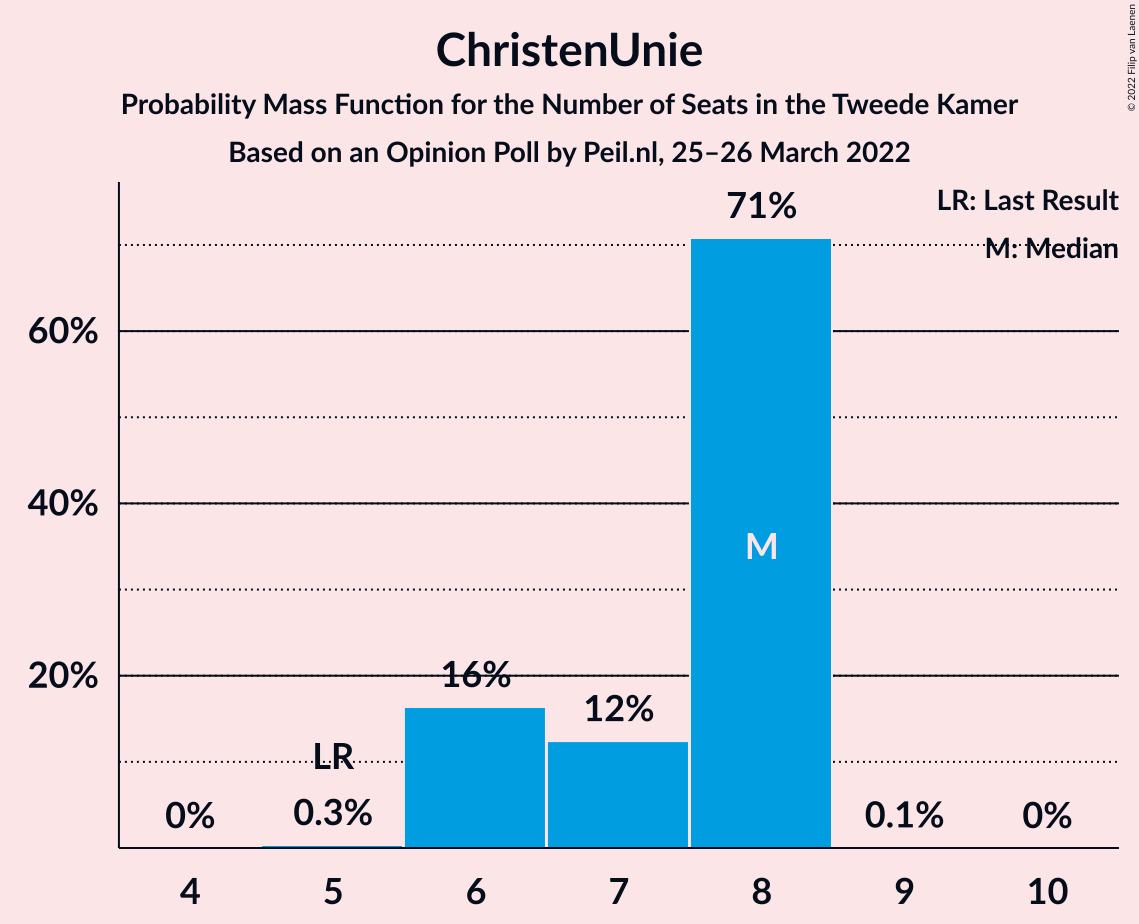 ChristenUnie
Probability Mass Function for the Number of Seats in the Tweede Kamer
Based on an Opinion Poll by Peil.nl, 25–26 March 2022
© 2022 Filip van Laenen
LR: Last Result
M: Median
71%
60%
40%
M
20%
16%
12%
LR
0%
0.3%
0.1%
0%
4 5 6 7 8 9 10